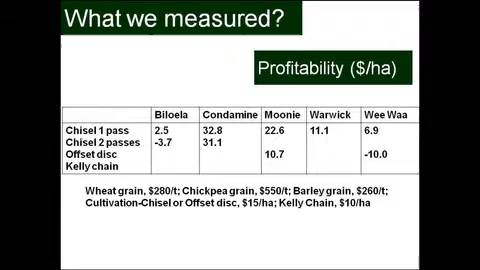 What we measured?
Profitability ($/ha)
Biloela Condamine Moonie Warwick Wee Waa
Chisel 1 pass 2.5 32.8 22.6 11.1 6.9
Chisel 2 passes -3.7 31.1
Offset disc 10.7 -10.0
Kelly chain
Wheat grain, $280/t; Chickpea grain, $550/t; Barley grain, $260/t;
Cultivation-Chisel or Offset disc, $15/ha; Kelly Chain, $10/ha